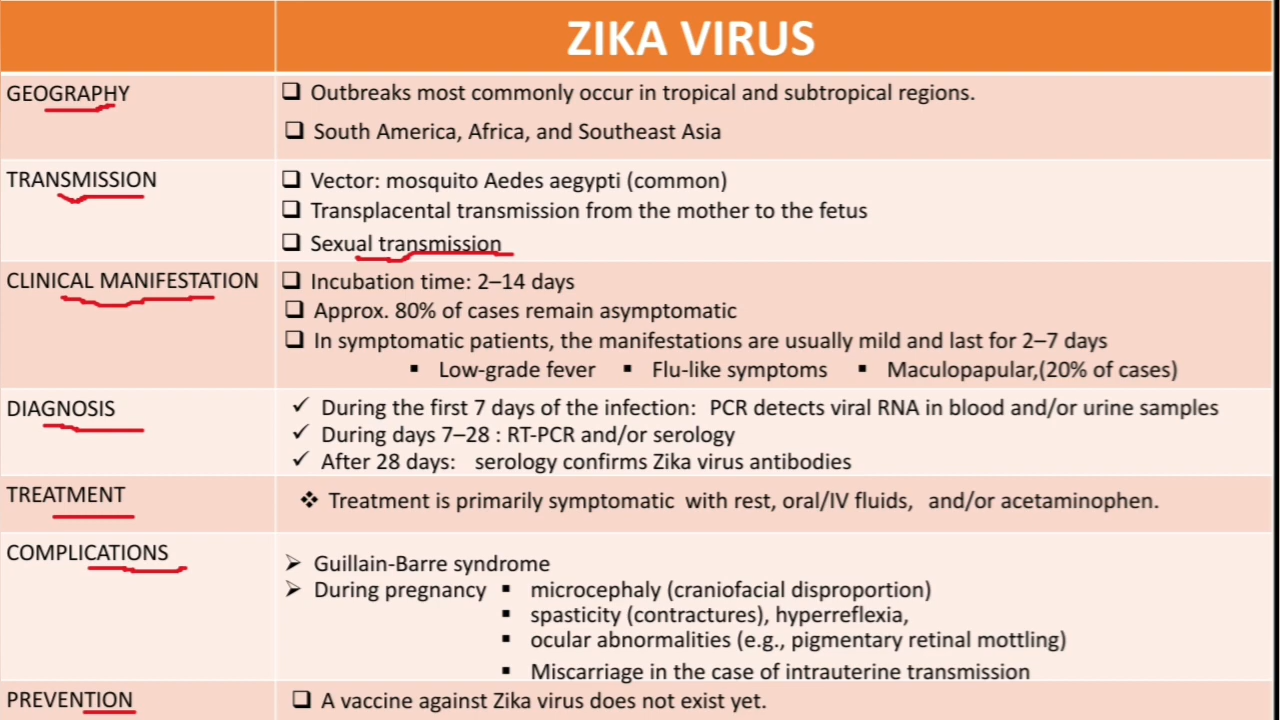 ZIKA VIRUS
GEOGRAPHY
❑ Outbreaks most commonly occur in tropical and subtropical regions.
❑ South America, Africa, and Southeast Asia
TRANSMISSION
❑ Vector: mosquito Aedes aegypti (common)
❑ Transplacental transmission from the mother to the fetus
❑ Sexual transmission
CLINICAL MANIFESTATION
❑ Incubation time: 2–14 days
❑ Approx. 80% of cases remain asymptomatic
❑ In symptomatic patients, the manifestations are usually mild and last for 2–7 days
▪ Low-grade fever ▪ Flu-like symptoms ▪ Maculopapular,(20% of cases)
DIAGNOSIS
✓ During the first 7 days of the infection: PCR detects viral RNA in blood and/or urine samples
✓ During days 7–28 : RT-PCR and/or serology
✓ After 28 days: serology confirms Zika virus antibodies
TREATMENT
❖ Treatment is primarily symptomatic with rest, oral/IV fluids, and/or acetaminophen.
COMPLICATIONS
➢ Guillain-Barre syndrome
➢ During pregnancy ▪ microcephaly (craniofacial disproportion)
▪ spasticity (contractures), hyperreflexia,
▪ ocular abnormalities (e.g., pigmentary retinal mottling)
▪ Miscarriage in the case of intrauterine transmission
PREVENTION
❑ A vaccine against Zika virus does not exist yet.